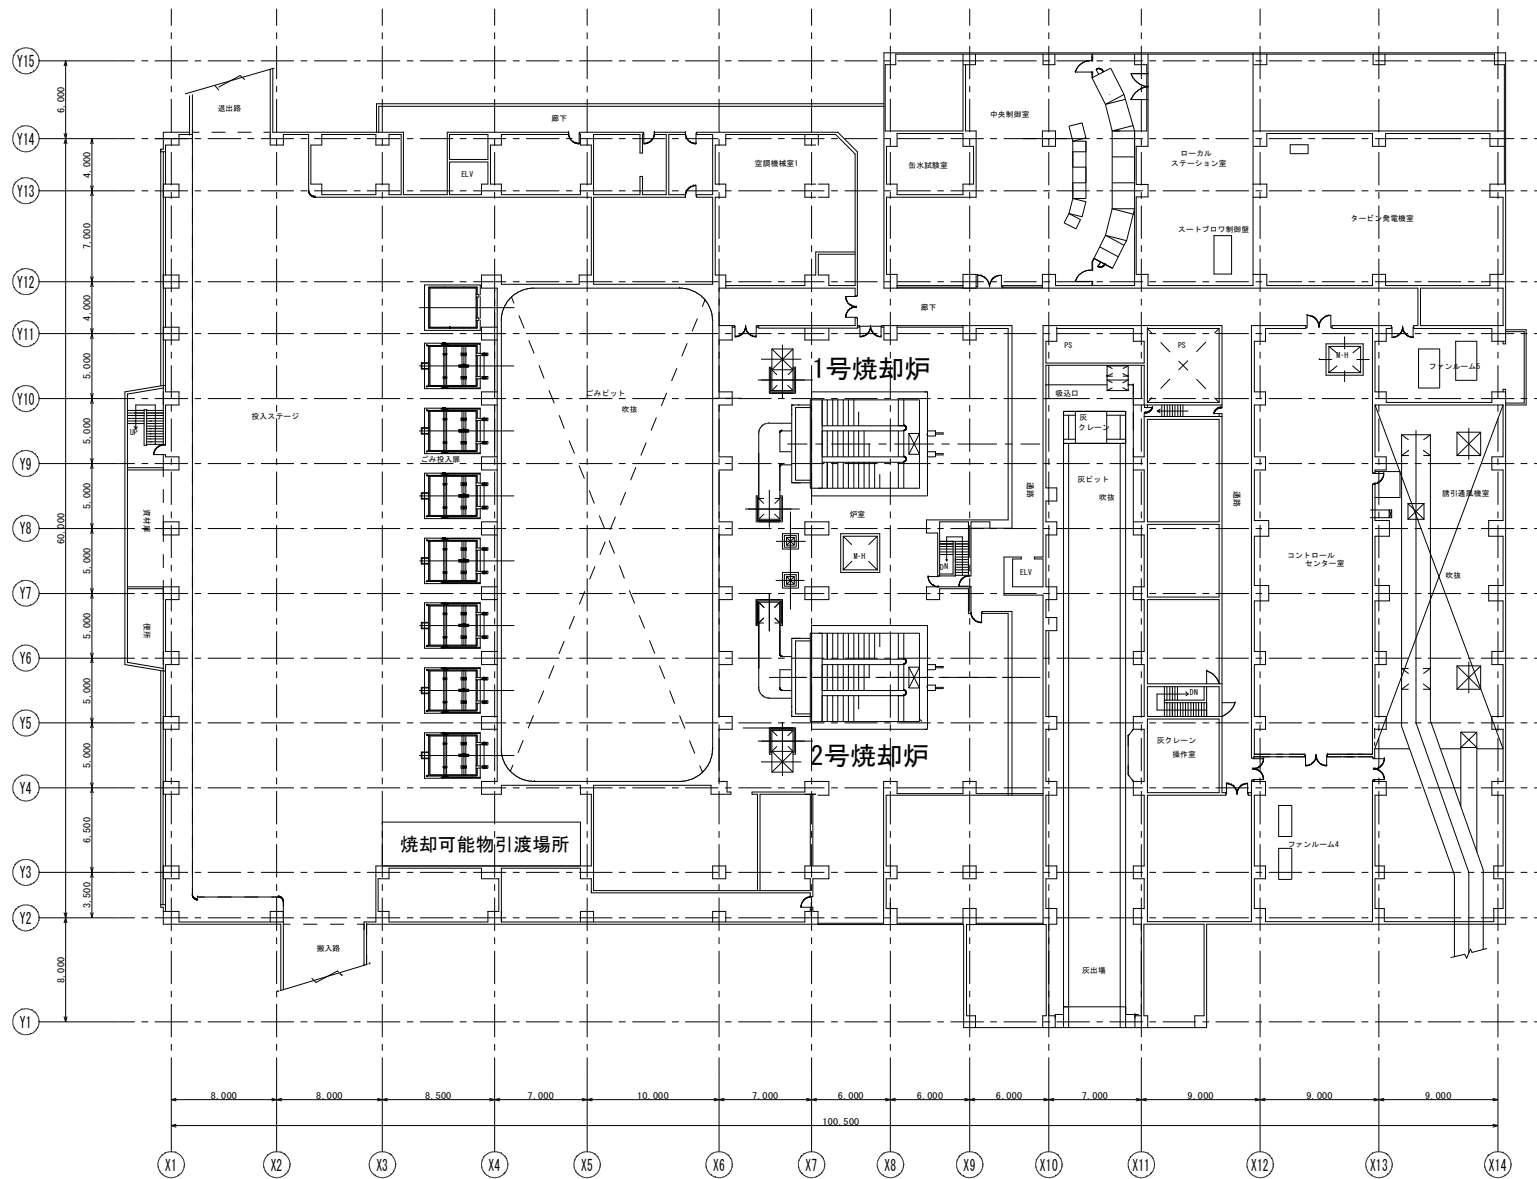 Y15
6.000
退出路
廊下
中央制御室
Y14
4.000
ELV
空調機械室1
缶水試験室
ローカル
ステーション室
Y13
7.000
スートブロワ制御盤
タービン発電機室
Y12
4.000
廊下
Y11
5.000
1号焼却炉
PS
PS
M-H
ファンルーム5
Y10
5.000
UP
投入ステージ
ごみピット
吹抜
吸込口
灰
クレーン
Y9
ごみ投入扉
5.000
資材庫
炉室
通路
灰ピット
吹抜
通路
誘引通風機室
Y8
60.000
5.000
M-H
DN
ELV
コントロール
センター室
吹抜
Y7
5.000
便所
Y6
5.000
DN
Y5
5.000
2号焼却炉
灰クレーン
操作室
Y4
6.500
焼却可能物引渡場所
ファンルーム4
Y3
3.500
Y2
8.000
搬入路
灰出場
Y1
8.000 8.000 8.500 7.000 10.000 7.000 6.000 6.000 6.000 7.000 9.000 9.000 9.000
100.500
X1 X2 X3 X4 X5 X6 X7 X8 X9 X10 X11 X12 X13 X14